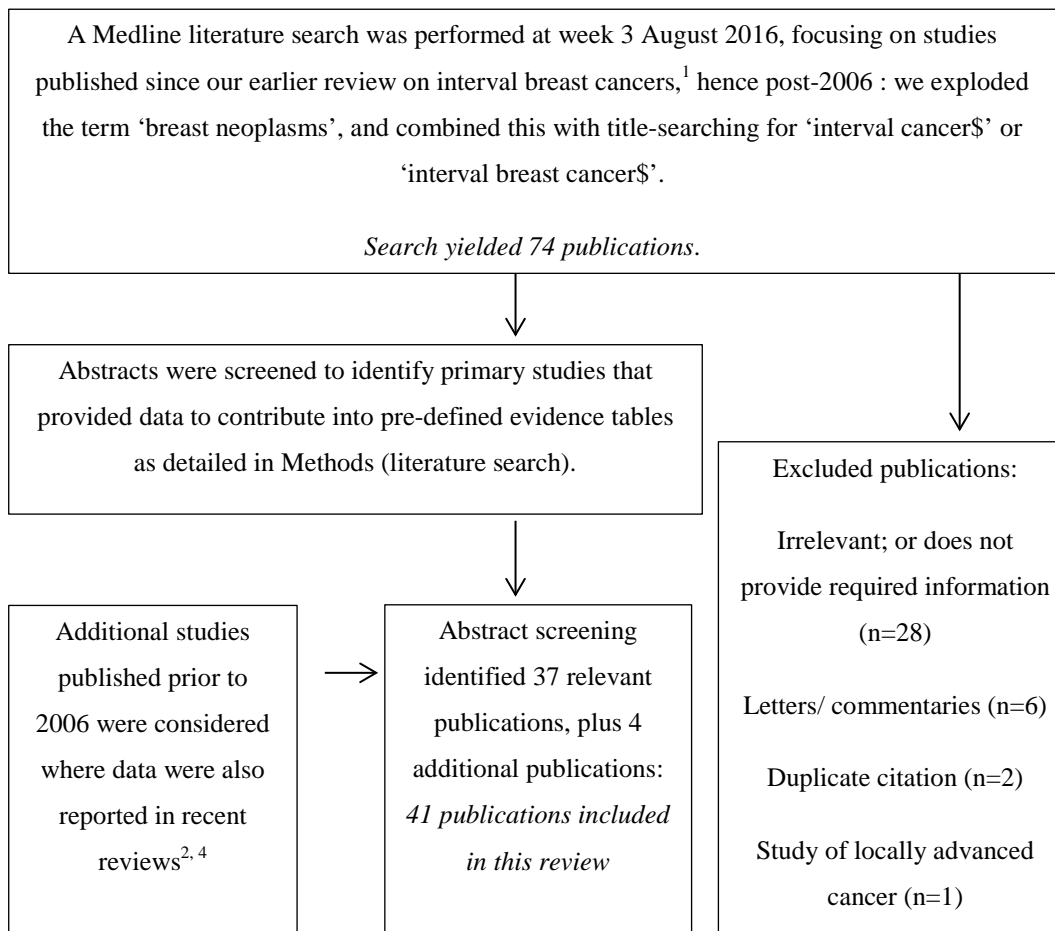 A Medline literature search was performed at week 3 August 2016, focusing on studies
published since our earlier review on interval breast cancers,1 hence post-2006 : we exploded
the term ‘breast neoplasms’, and combined this with title-searching for ‘interval cancer$’ or
‘interval breast cancer$’.
Search yielded 74 publications.
Abstracts were screened to identify primary studies that
provided data to contribute into pre-defined evidence tables
as detailed in Methods (literature search).
Additional studies
published prior to
2006 were considered
where data were also
reported in recent
reviews2, 4
Abstract screening
identified 37 relevant
publications, plus 4
additional publications:
41 publications included
in this review
Excluded publications:
Irrelevant; or does not
provide required information
(n=28)
Letters/ commentaries (n=6)
Duplicate citation (n=2)
Study of locally advanced
cancer (n=1)